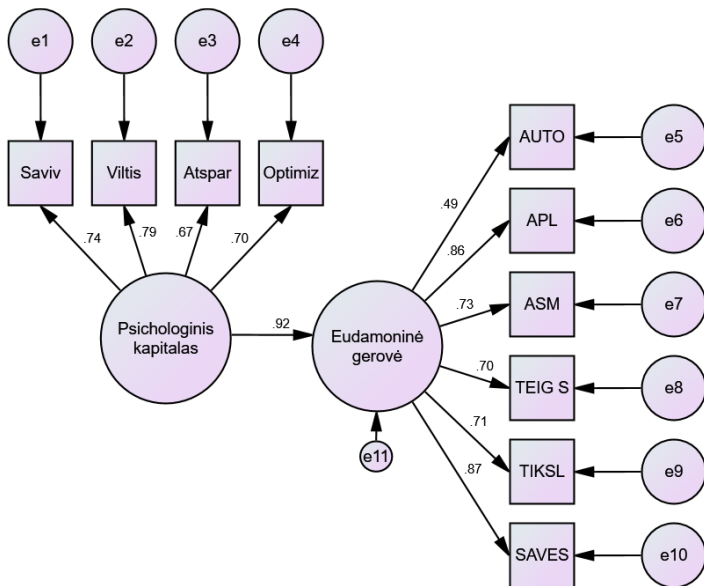 e1
e2
e3
e4
Saviv
Viltis
Atspar
Optimiz
AUTO
e5
.74
.79
.67
.70
.49
APL
e6
.86
Psichologinis
kapitalas
.92
Eudamoninė
gerovė
.73
ASM
e7
.70
TEIG S
e8
.71
TIKSL
e9
e11
.87
SAVES
e10